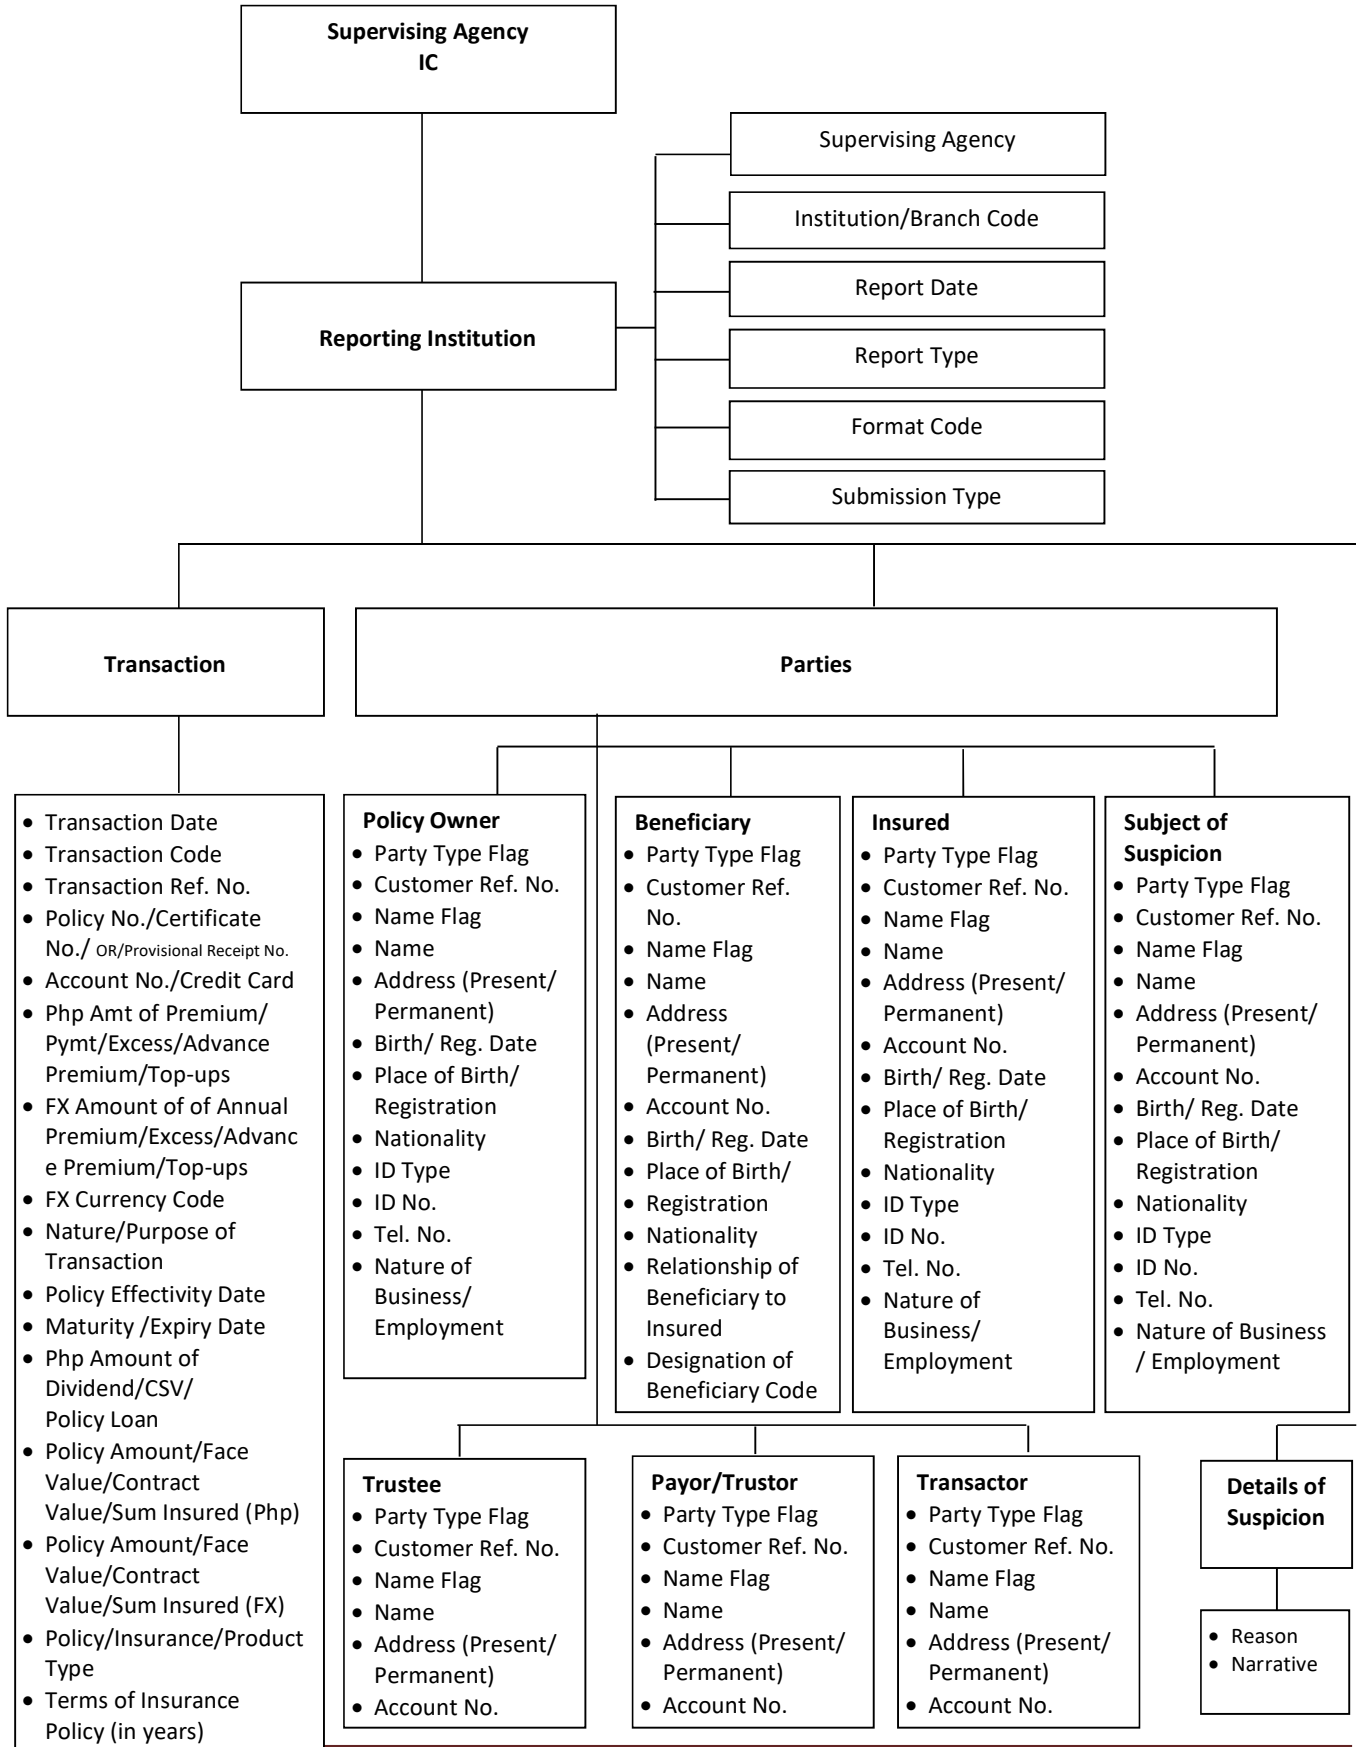 Supervising Agency
IC
Supervising Agency
Institution/Branch Code
Report Date
Reporting Institution
Report Type
Format Code
Submission Type
Transaction
Parties
• Transaction Date
• Transaction Code
• Transaction Ref. No.
• Policy No./Certificate
No./ OR/Provisional Receipt No.
• Account No./Credit Card
• Php Amt of Premium/
Pymt/Excess/Advance
Premium/Top-ups
• FX Amount of of Annual
Premium/Excess/Advanc
e Premium/Top-ups
• FX Currency Code
• Nature/Purpose of
Transaction
• Policy Effectivity Date
• Maturity /Expiry Date
• Php Amount of
Dividend/CSV/
Policy Loan
• Policy Amount/Face
Value/Contract
Value/Sum Insured (Php)
• Policy Amount/Face
Value/Contract
Value/Sum Insured (FX)
• Policy/Insurance/Product
Type
• Terms of Insurance
Policy (in years)
Policy Owner
• Party Type Flag
• Customer Ref. No.
• Name Flag
• Name
• Address (Present/
Permanent)
• Birth/ Reg. Date
• Place of Birth/
Registration
• Nationality
• ID Type
• ID No.
• Tel. No.
• Nature of
Business/
Employment
Beneficiary
• Party Type Flag
• Customer Ref.
No.
• Name Flag
• Name
• Address
(Present/
Permanent)
• Account No.
• Birth/ Reg. Date
• Place of Birth/
• Registration
• Nationality
• Relationship of
Beneficiary to
Insured
• Designation of
Beneficiary Code
Insured
• Party Type Flag
• Customer Ref. No.
• Name Flag
• Name
• Address (Present/
Permanent)
• Account No.
• Birth/ Reg. Date
• Place of Birth/
Registration
• Nationality
• ID Type
• ID No.
• Tel. No.
• Nature of
Business/
Employment
Subject of
Suspicion
• Party Type Flag
• Customer Ref. No.
• Name Flag
• Name
• Address (Present/
Permanent)
• Account No.
• Birth/ Reg. Date
• Place of Birth/
Registration
• Nationality
• ID Type
• ID No.
• Tel. No.
• Nature of Business
/ Employment
Trustee
• Party Type Flag
• Customer Ref. No.
• Name Flag
• Name
• Address (Present/
Permanent)
• Account No.
Payor/Trustor
• Party Type Flag
• Customer Ref. No.
• Name Flag
• Name
• Address (Present/
Permanent)
• Account No.
Transactor
• Party Type Flag
• Customer Ref. No.
• Name Flag
• Name
• Address (Present/
Permanent)
• Account No.
Details of
Suspicion
• Reason
• Narrative